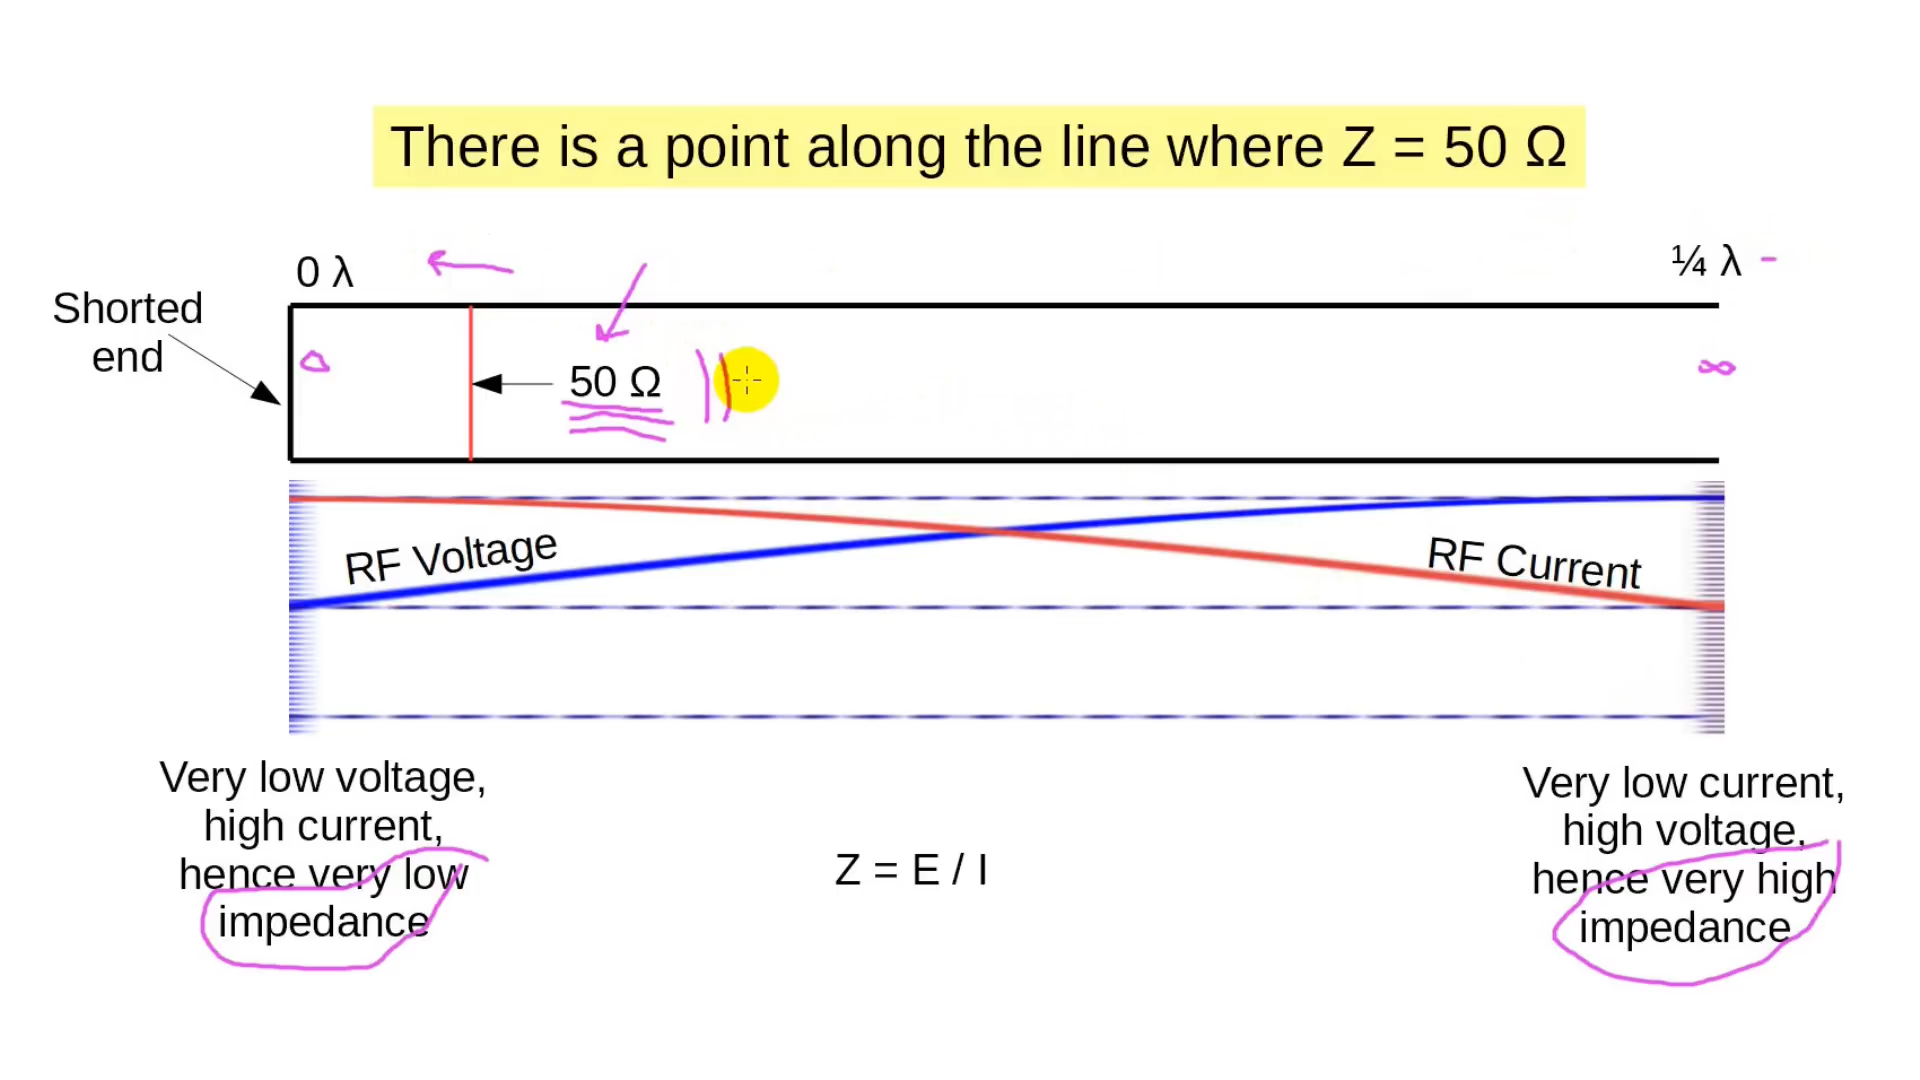 There is a point along the line where Z = 50 Ω
0 λ
¼ λ -
Shorted
end
0
50 Ω
∞
RF Voltage
RF Current
Very low voltage,
high current,
hence very low
impedance
Z = E / I
Very low current,
high voltage,
hence very high
impedance